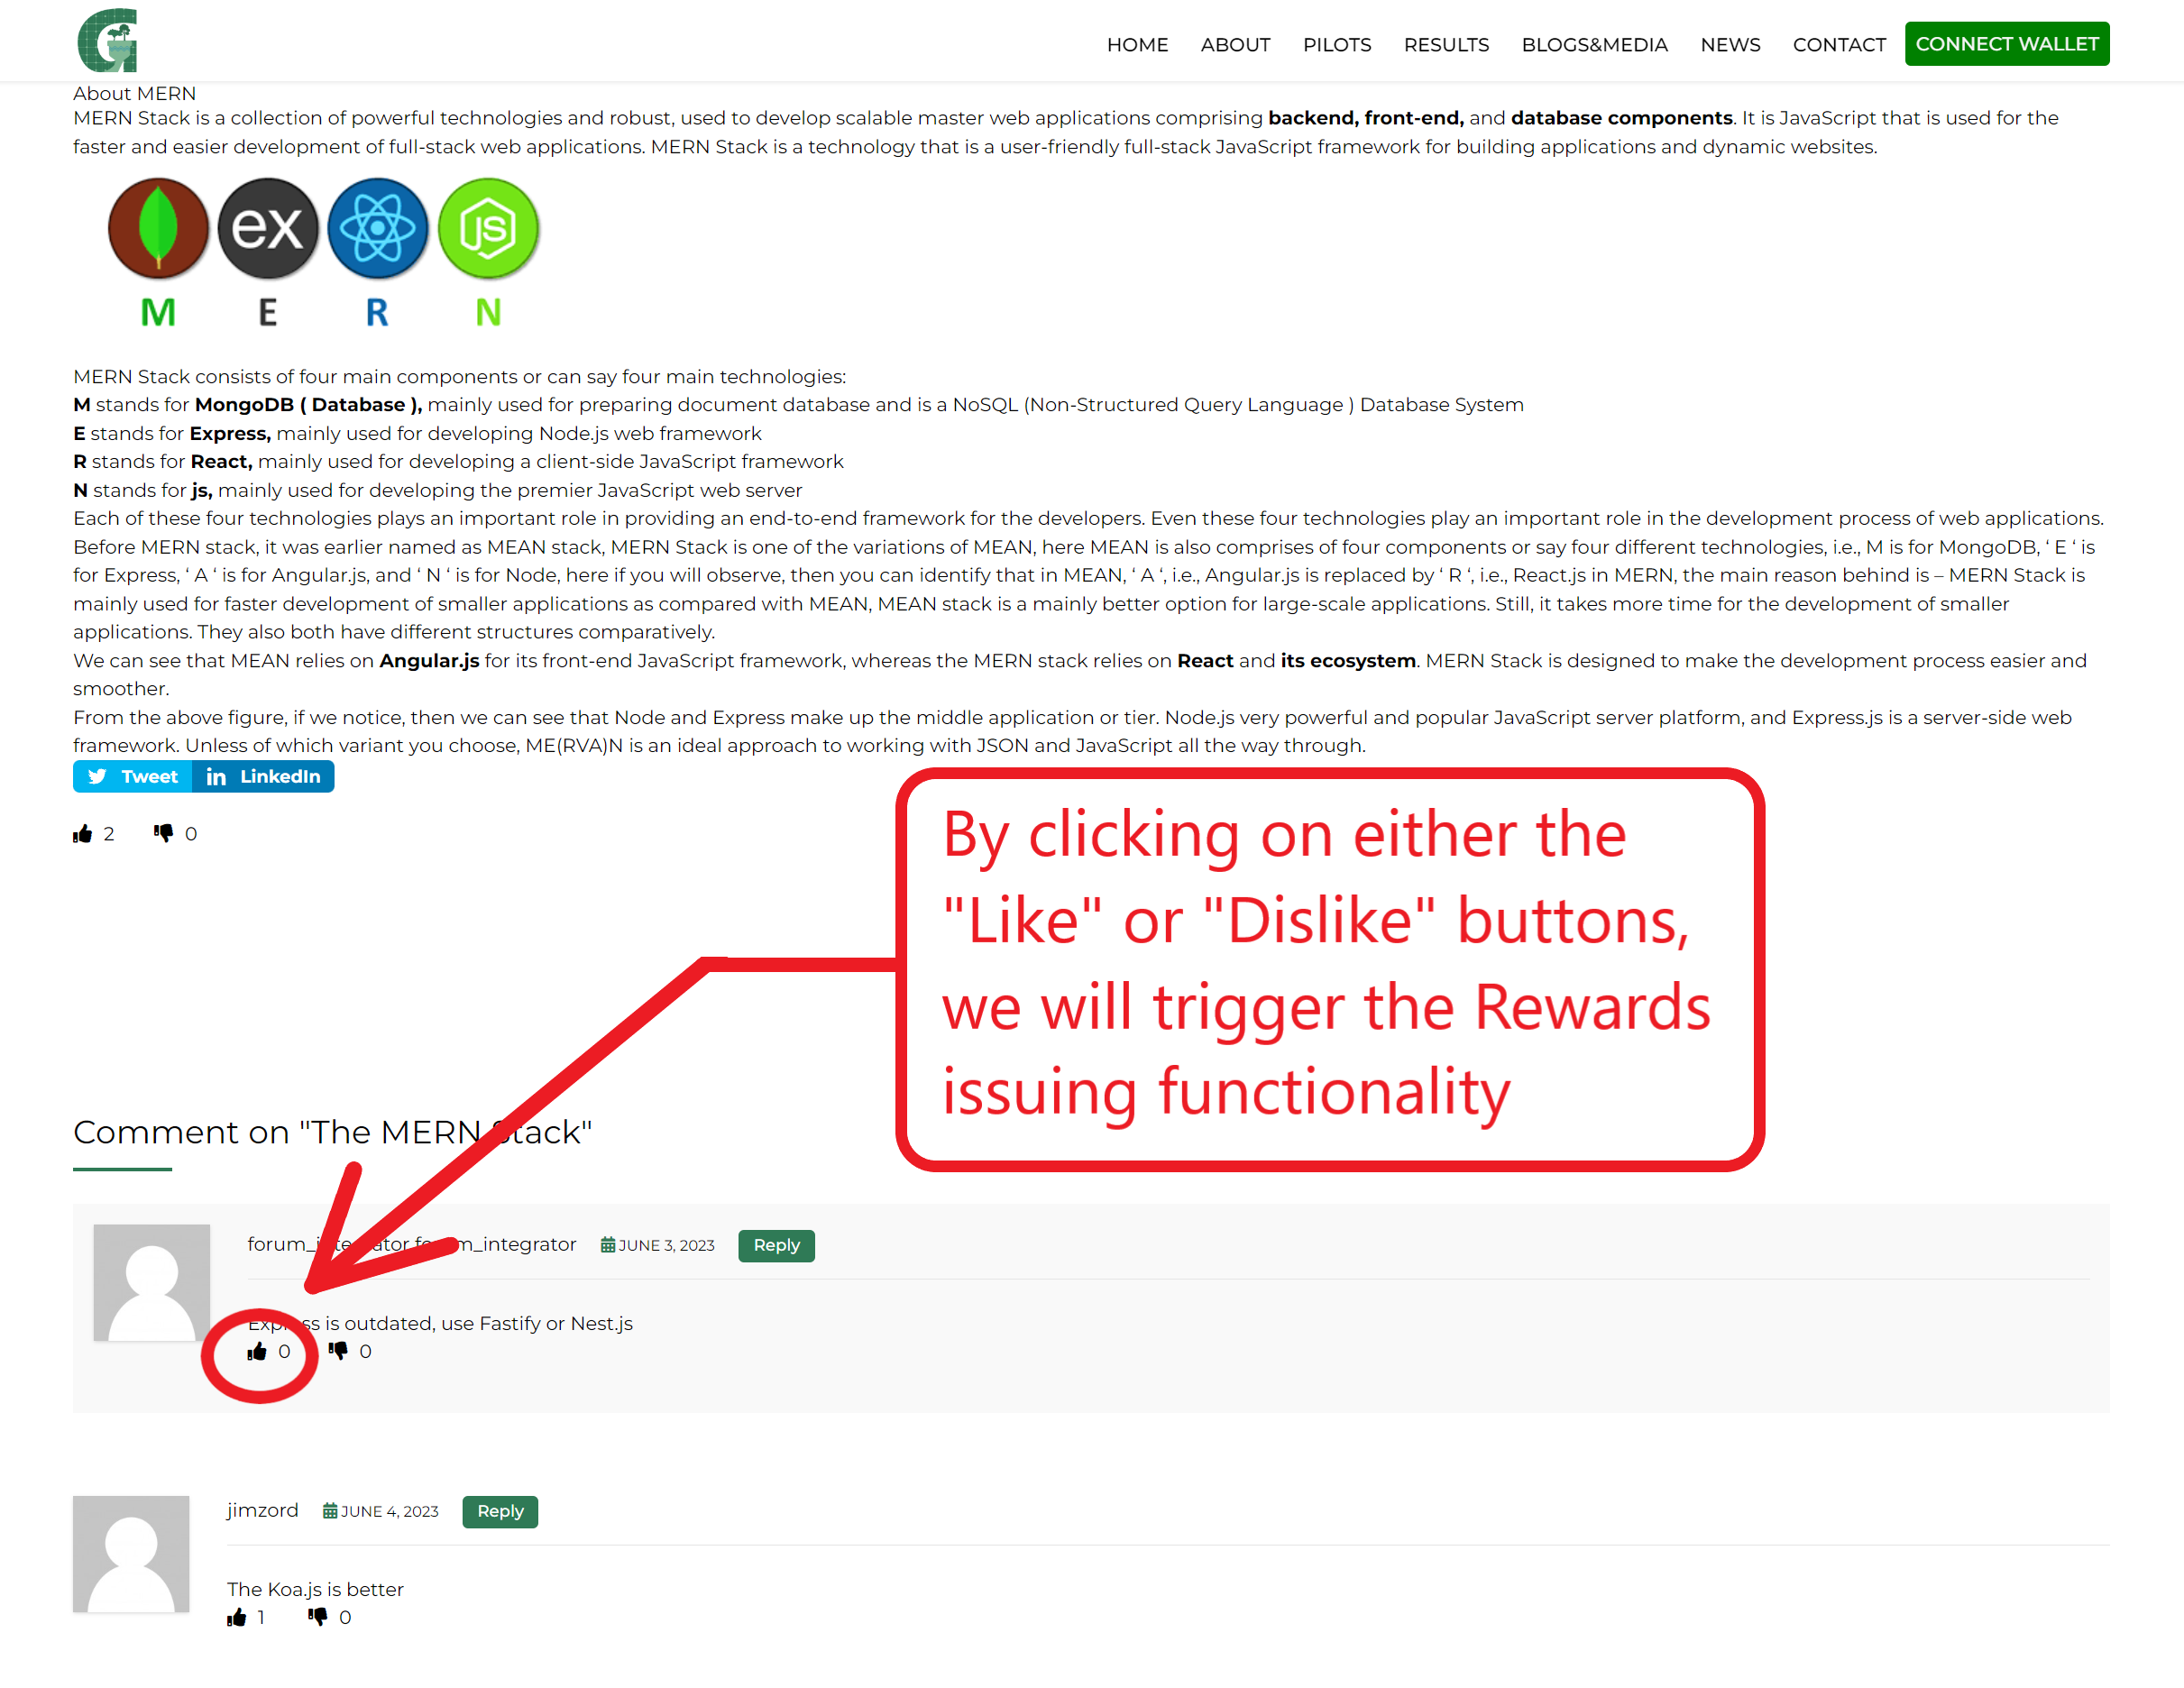 HOME ABOUT PILOTS RESULTS BLOGS&MEDIA NEWS CONTACT CONNECT WALLET
About MERN
MERN Stack is a collection of powerful technologies and robust, used to develop scalable master web applications comprising backend, front-end, and database components. It is JavaScript that is used for the
faster and easier development of full-stack web applications. MERN Stack is a technology that is a user-friendly full-stack JavaScript framework for building applications and dynamic websites.
ex JS
M E R N
MERN Stack consists of four main components or can say four main technologies:
M stands for MongoDB ( Database ), mainly used for preparing document database and is a NoSQL (Non-Structured Query Language ) Database System
E stands for Express, mainly used for developing Node.js web framework
R stands for React, mainly used for developing a client-side JavaScript framework
N stands for js, mainly used for developing the premier JavaScript web server
Each of these four technologies plays an important role in providing an end-to-end framework for the developers. Even these four technologies play an important role in the development process of web applications.
Before MERN stack, it was earlier named as MEAN stack, MERN Stack is one of the variations of MEAN, here MEAN is also comprises of four components or say four different technologies, i.e., M is for MongoDB, ‘ E ‘ is
for Express, ‘ A ‘ is for Angular.js, and ‘ N ‘ is for Node, here if you will observe, then you can identify that in MEAN, ‘ A ‘, i.e., Angular.js is replaced by ‘ R ‘, i.e., React.js in MERN, the main reason behind is – MERN Stack is
mainly used for faster development of smaller applications as compared with MEAN, MEAN stack is a mainly better option for large-scale applications. Still, it takes more time for the development of smaller
applications. They also both have different structures comparatively.
We can see that MEAN relies on Angular.js for its front-end JavaScript framework, whereas the MERN stack relies on React and its ecosystem. MERN Stack is designed to make the development process easier and
smoother.
From the above figure, if we notice, then we can see that Node and Express make up the middle application or tier. Node.js very powerful and popular JavaScript server platform, and Express.js is a server-side web
framework. Unless of which variant you choose, ME(RVA)N is an ideal approach to working with JSON and JavaScript all the way through.
Tweet in LinkedIn
2 0
By clicking on either the
"Like" or "Dislike" buttons,
we will trigger the Rewards
issuing functionality
Comment on "The MERN Stack"
forum_integrator forum_integrator JUNE 3, 2023 Reply
Express is outdated, use Fastify or Nest.js
0 0
jimzord JUNE 4, 2023 Reply
The Koa.js is better
1 0